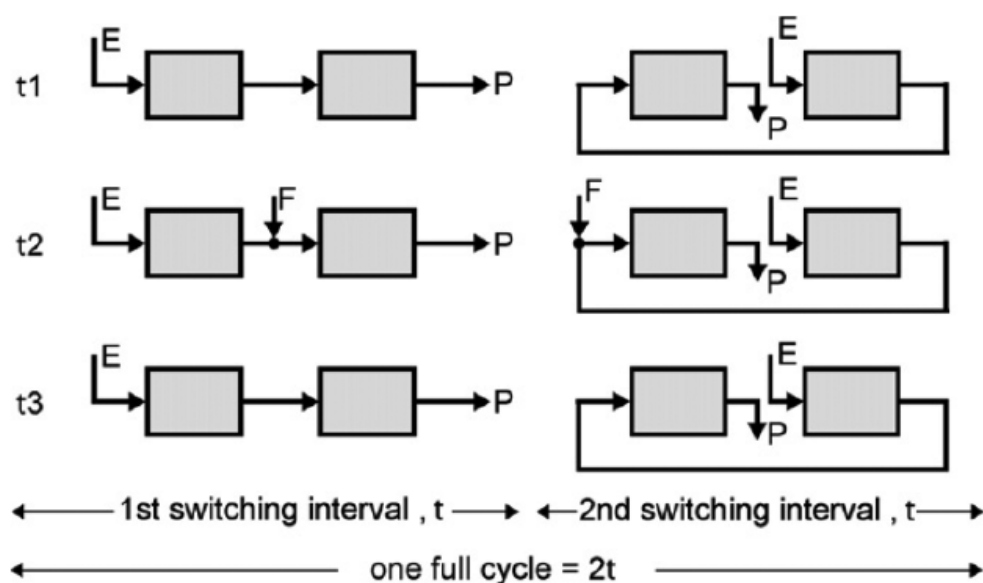 E E
t1 P P
E F F E
t2 P P
E E
t3 P P
1st switching interval , t 2nd switching interval , t
one full cycle = 2t